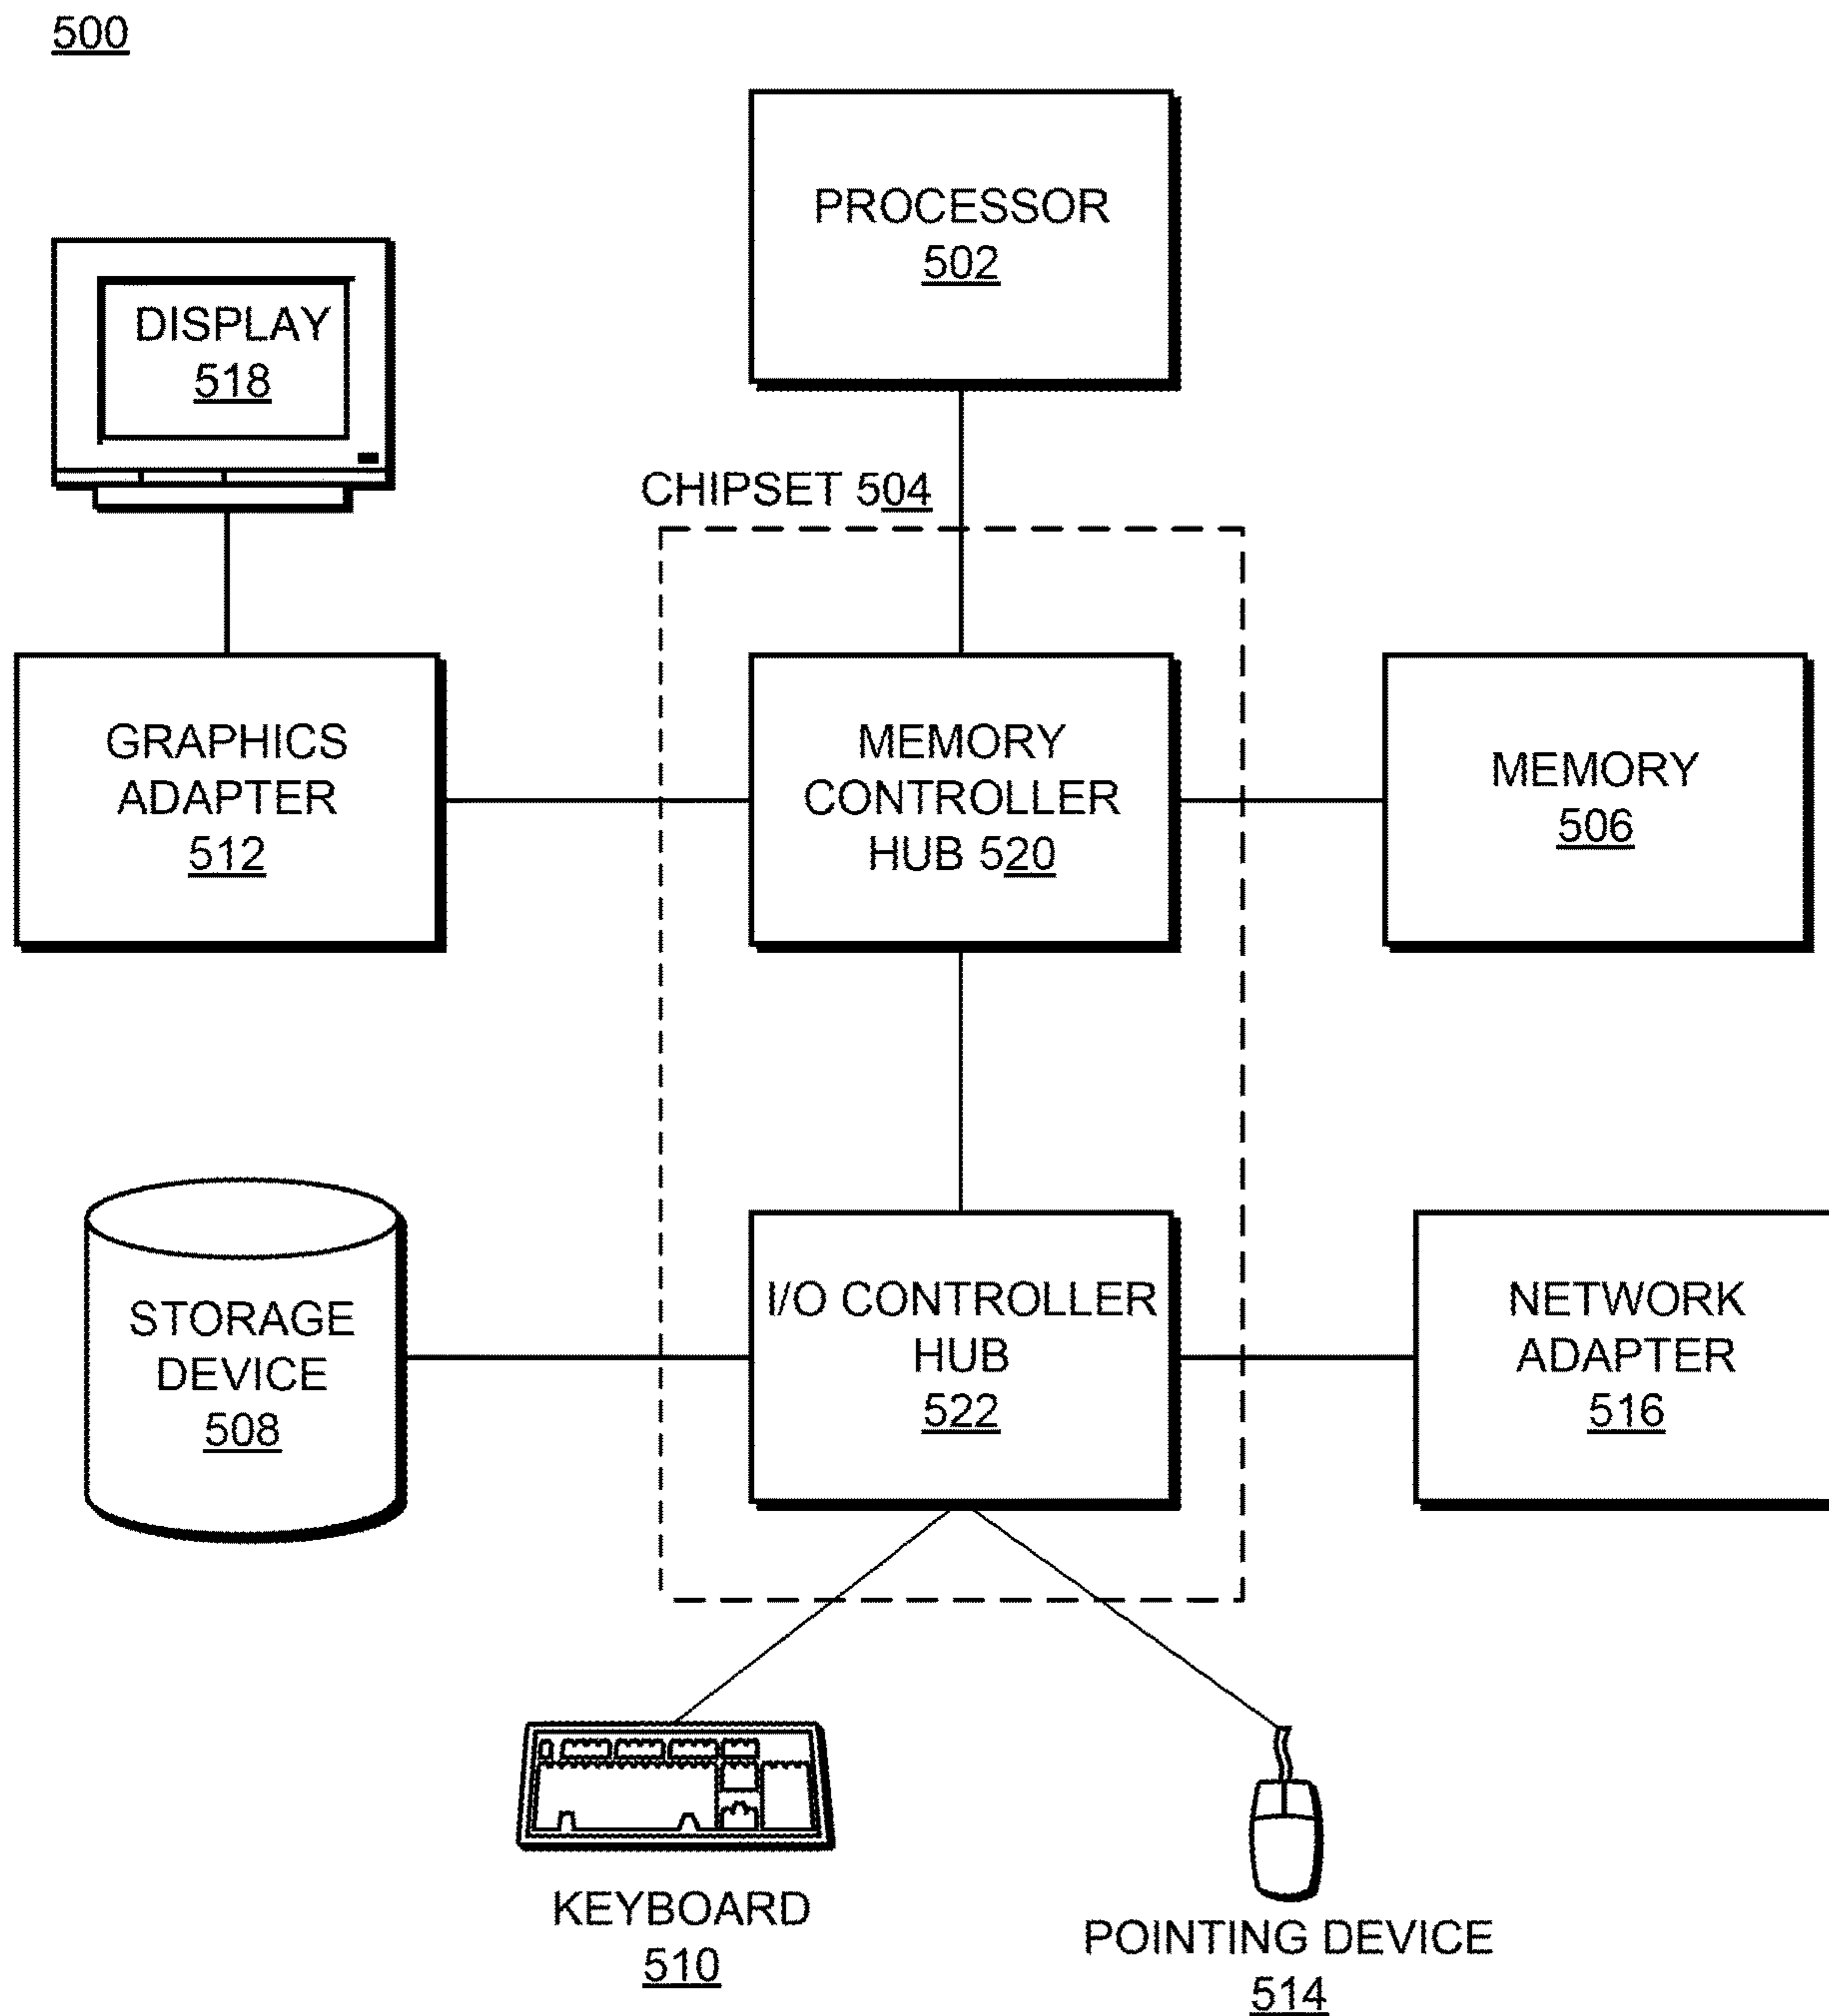 500
PROCESSOR
502
DISPLAY
518
CHIPSET 504
GRAPHICS
ADAPTER
512
MEMORY
CONTROLLER
HUB 520
MEMORY
506
STORAGE
DEVICE
508
I/O CONTROLLER
HUB
522
NETWORK
ADAPTER
516
KEYBOARD
510
POINTING DEVICE
514